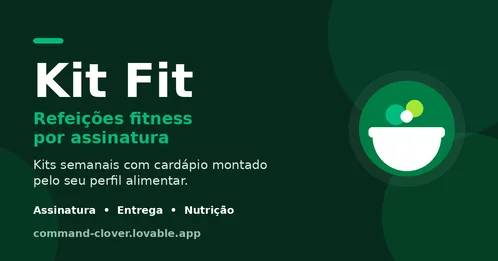 Kit Fit
Refeições fitness
por assinatura
Kits semanais com cardápio montado
pelo seu perfil alimentar.
Assinatura • Entrega • Nutrição
command-clover.lovable.app